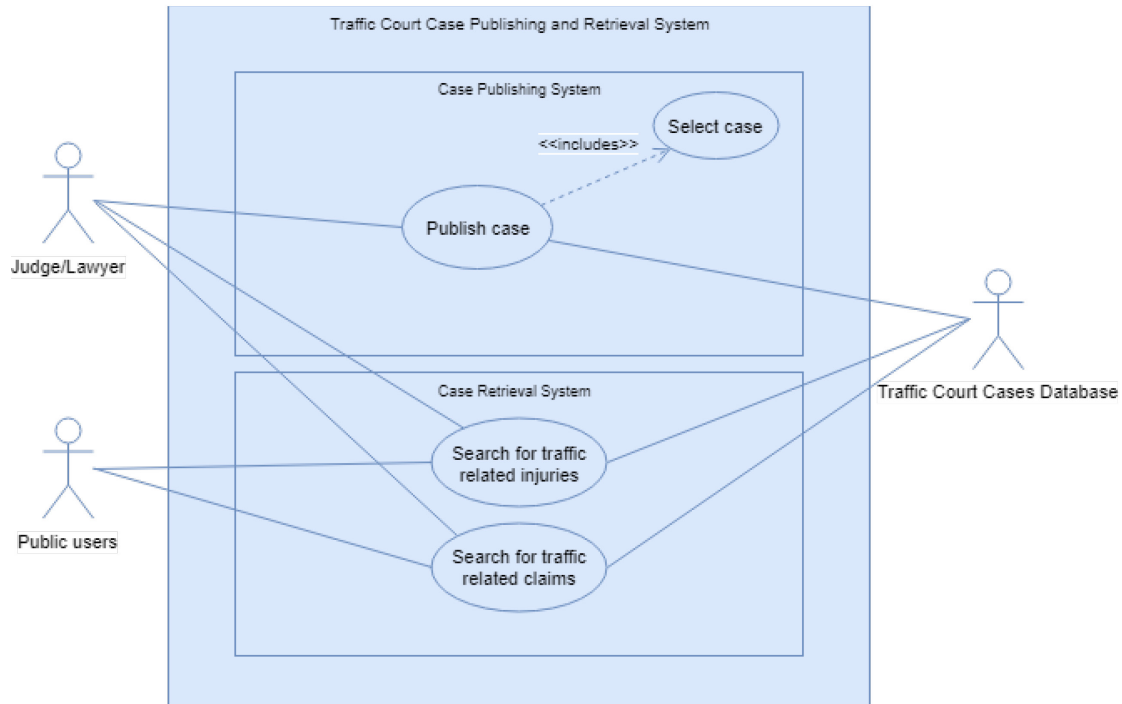 Traffic Court Case Publishing and Retrieval System
Case Publishing System
Select case
<<includes>>
Publish case
Judge/Lawyer
Traffic Court Cases Database
Case Retrieval System
Search for traffic
related injuries
Public users
Search for traffic
related claims